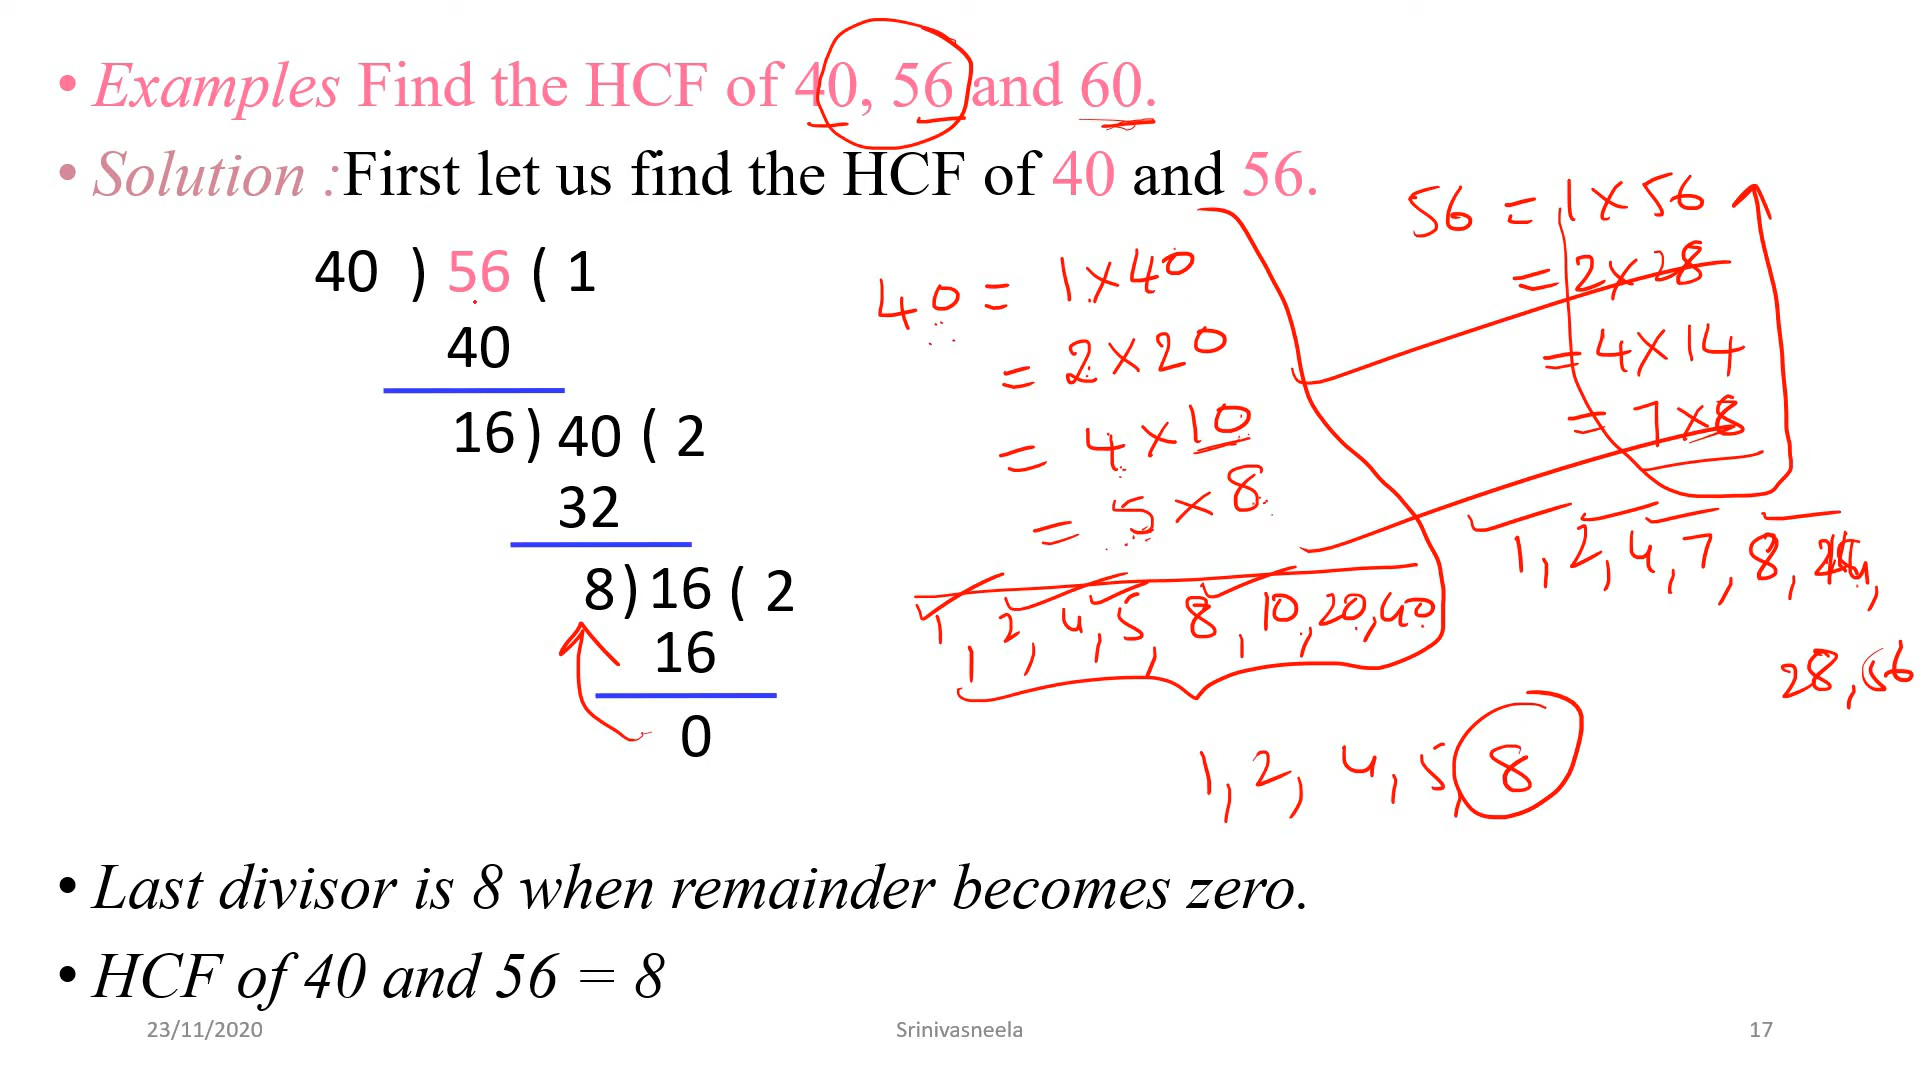 • Examples Find the HCF of 40, 56 and 60.
• Solution :First let us find the HCF of 40 and 56.
40 ) 56 ( 1
40
16 ) 40 ( 2
32
8 ) 16 ( 2
16
0
40 = 1 × 40
= 2 × 20
= 4 × 10
= 5 × 8
1, 2, 4, 5, 8, 10, 20, 40
56 = 1 × 56
= 2 × 28
= 4 × 14
= 7 × 8
1, 2, 4, 7, 8,
28, 56
1, 2, 4, 5, 8
• Last divisor is 8 when remainder becomes zero.
• HCF of 40 and 56 = 8
23/11/2020
Srinivasneela
17